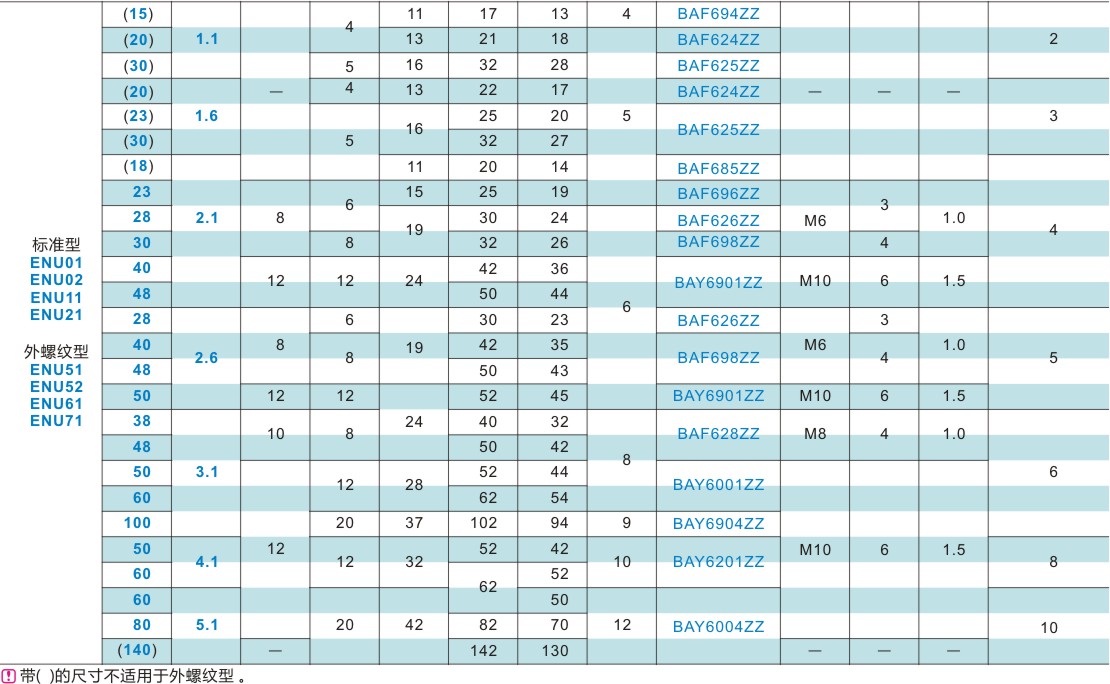 (15) 11 17 13 4 BAF694ZZ
4
(20) 1.1 13 21 18 BAF624ZZ 2
(30) 5 16 32 28 BAF625ZZ
(20) — 4 13 22 17 BAF624ZZ — — —
(23) 1.6 25 20 5 3
16 BAF625ZZ
(30) 5 32 27
(18) 11 20 14 BAF685ZZ
23 15 25 19 BAF696ZZ
6 3
28 2.1 8 30 24 BAF626ZZ M6 1.0
19 4
标准型 30 8 32 26 BAF698ZZ 4
ENU01 40 42 36
ENU02 12 12 24 BAY6901ZZ M10 6 1.5
ENU11 48 50 44
6
ENU21 28 6 30 23 BAF626ZZ 3
外螺纹型 40 8 19 42 35 M6 1.0
2.6 8 BAF698ZZ 4 5
ENU51 48 50 43
ENU52
ENU61 50 12 12 52 45 BAY6901ZZ M10 6 1.5
ENU71 38 24 40 32
10 8 BAF628ZZ M8 4 1.0
48 50 42
8
50 3.1 52 44 6
12 28 BAY6001ZZ
60 62 54
100 20 37 102 94 9 BAY6904ZZ
50 12 52 42 M10 6 1.5
4.1 12 32 10 BAY6201ZZ 8
60 52
62
60 50
80 5.1 20 42 82 70 12 BAY6004ZZ 10
(140) — 142 130 — — —
带( )的尺寸不适用于外螺纹型 。